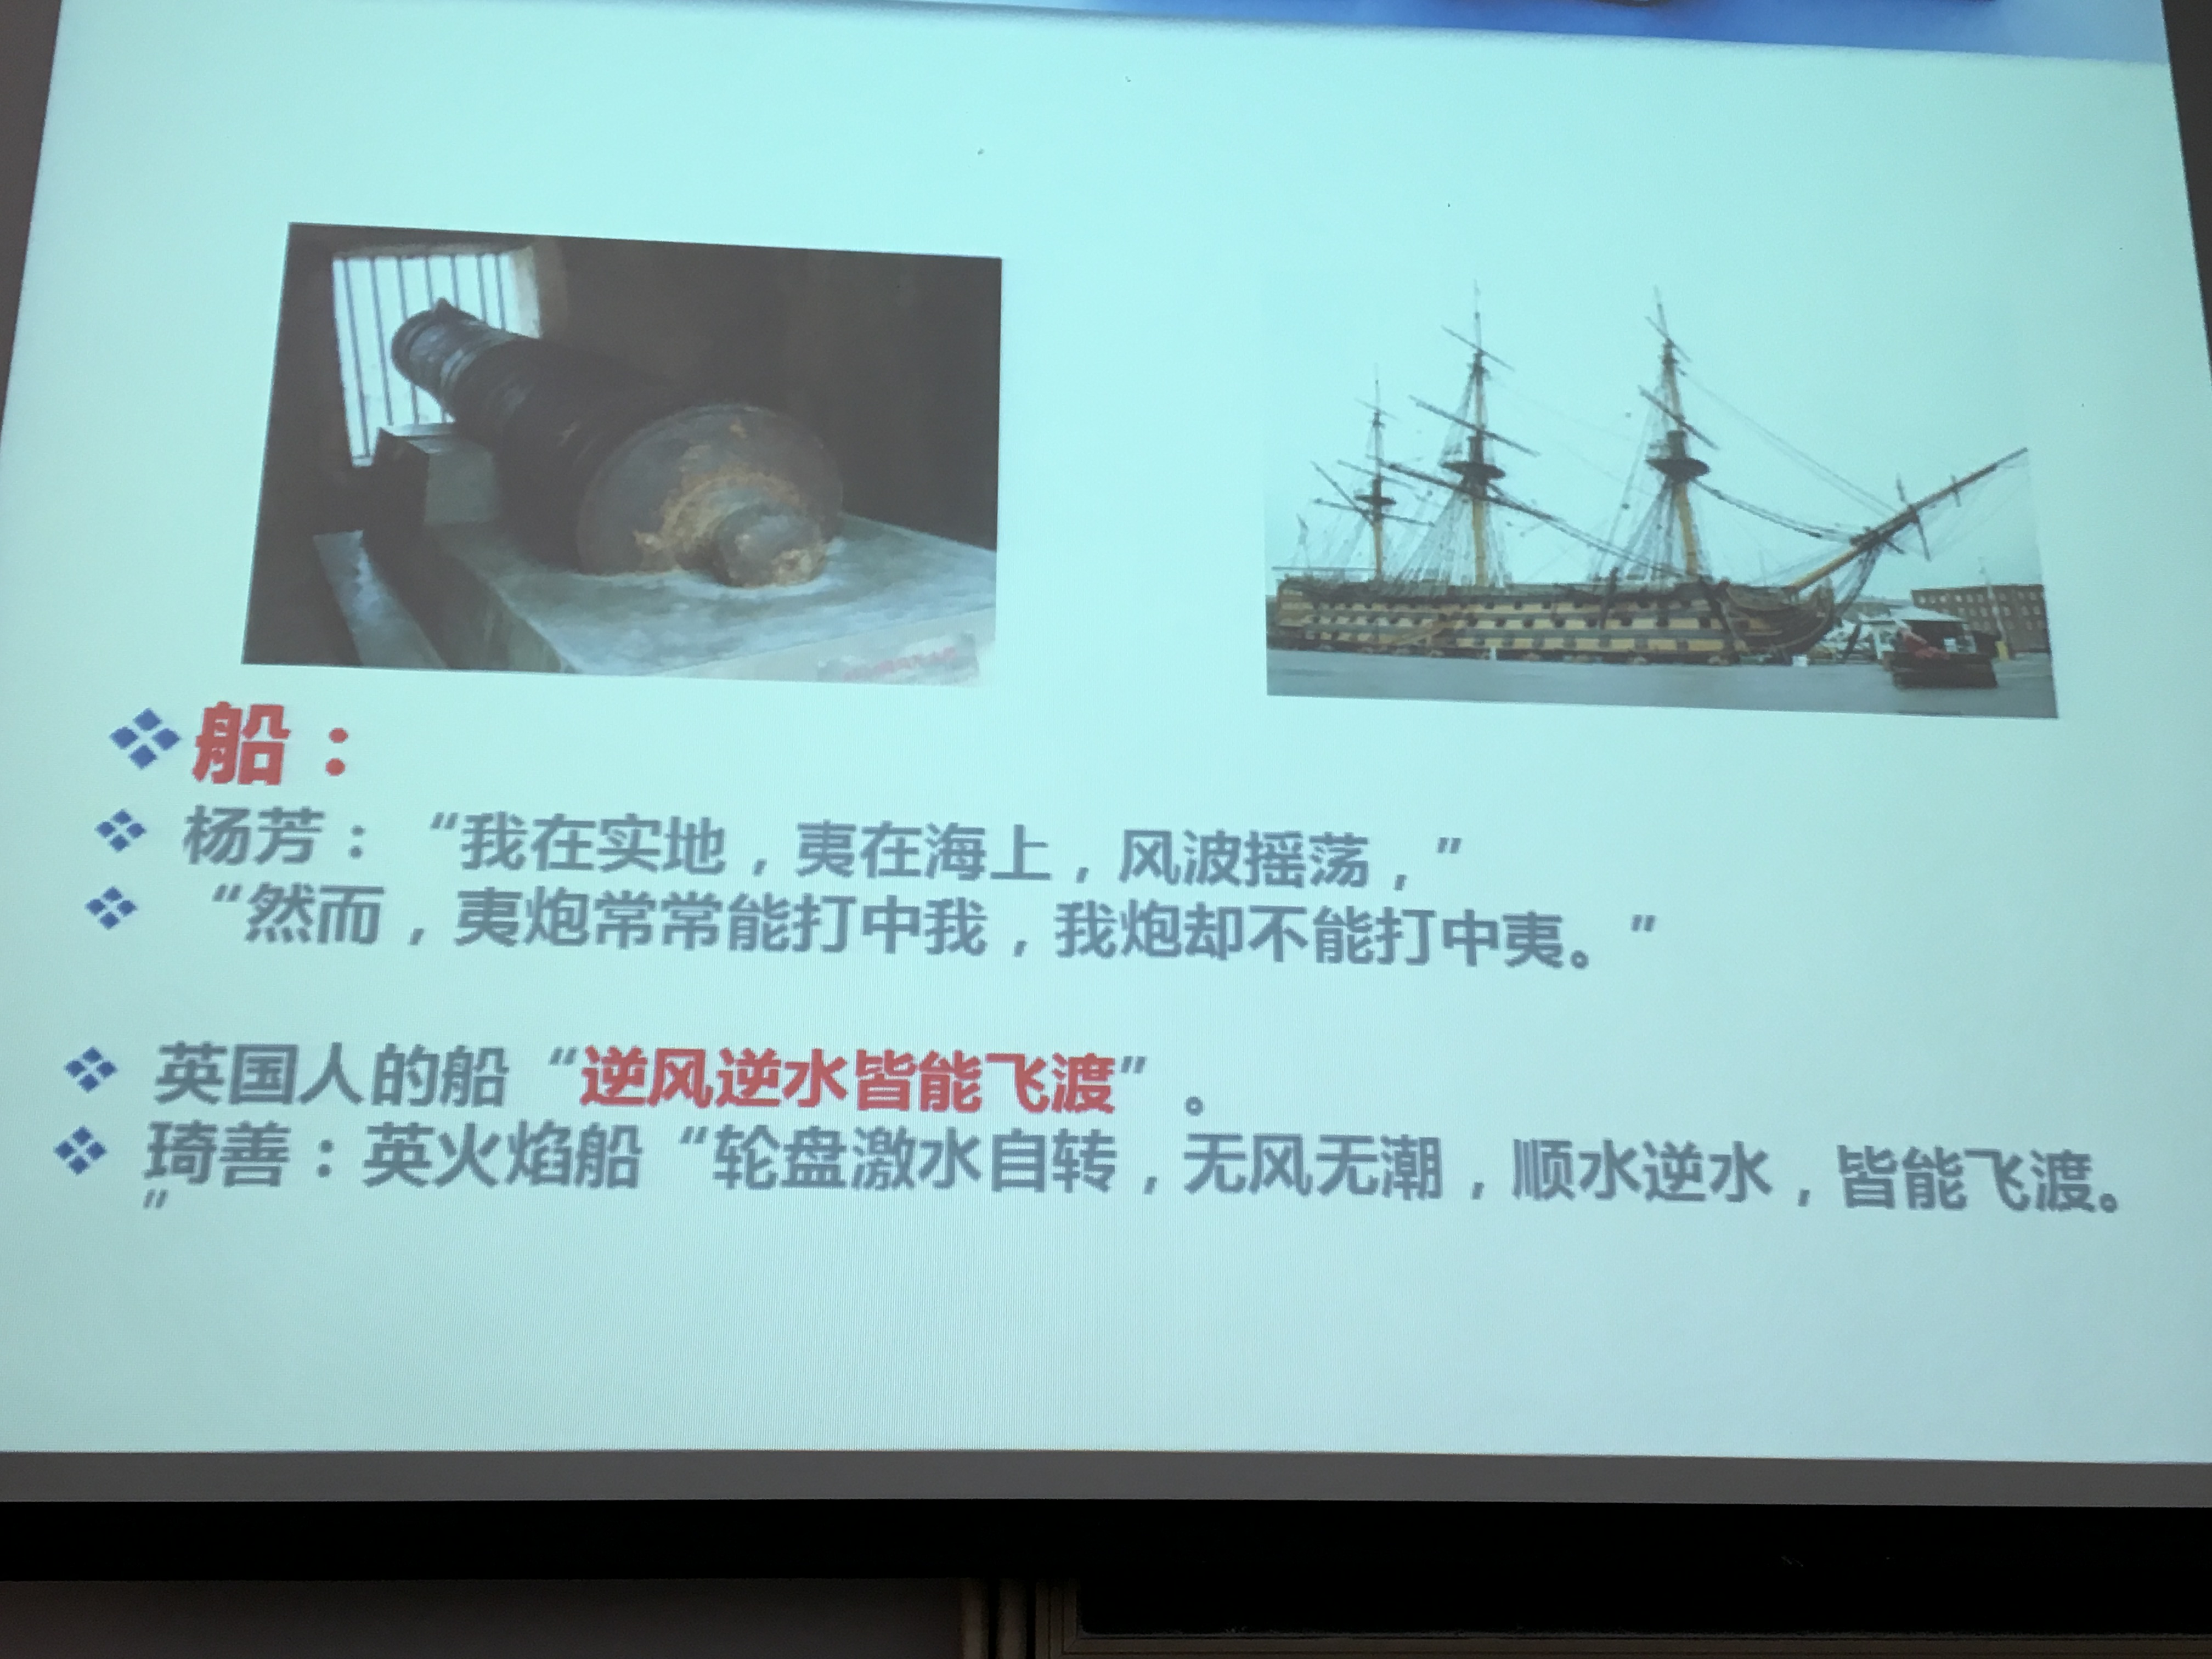 船：
杨芳：“我在实地，夷在海上，风波摇荡，”
“然而，夷炮常常能打中我，我炮却不能打中夷。”
英国人的船“逆风逆水皆能飞渡”。
琦善：英火焰船“轮盘激水自转，无风无潮，顺水逆水，皆能飞渡。
”